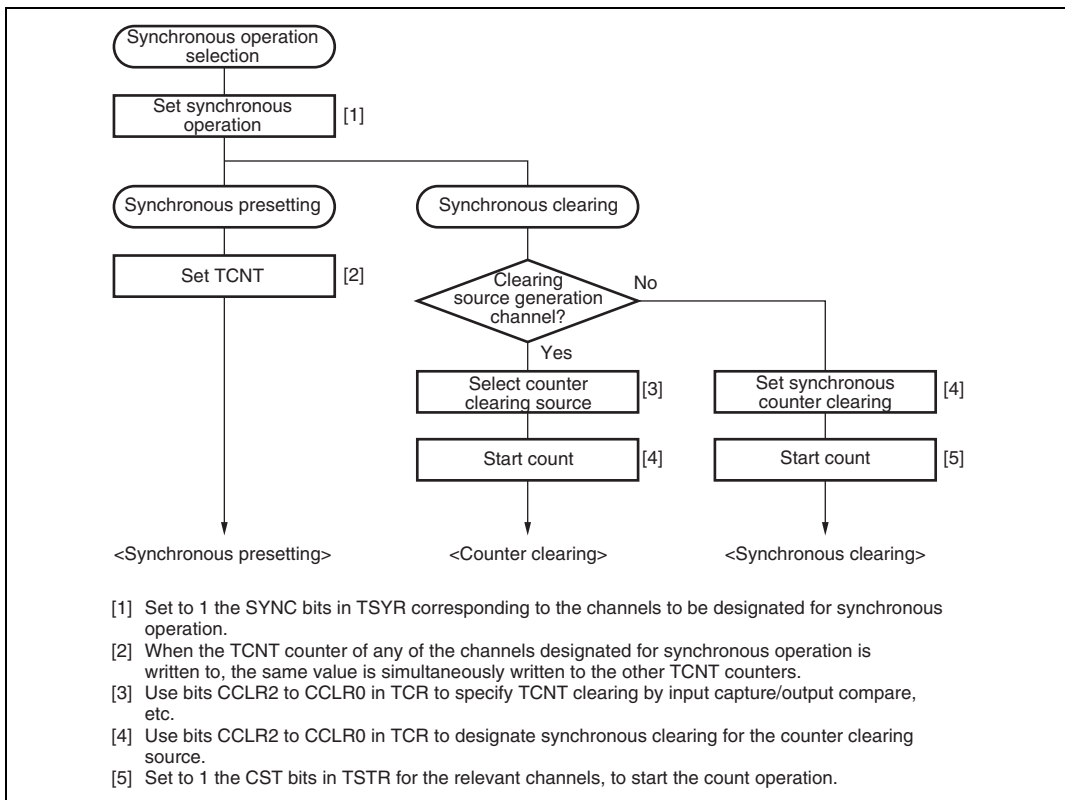 Synchronous operation
selection
Set synchronous
operation
[1]
Synchronous presetting
Synchronous clearing
Set TCNT
[2]
Clearing
source generation
channel?
No
Yes
Select counter
clearing source
[3]
Set synchronous
counter clearing
[4]
Start count
[4]
Start count
[5]
<Synchronous presetting>
<Counter clearing>
<Synchronous clearing>
[1] Set to 1 the SYNC bits in TSYR corresponding to the channels to be designated for synchronous
operation.
[2] When the TCNT counter of any of the channels designated for synchronous operation is
written to, the same value is simultaneously written to the other TCNT counters.
[3] Use bits CCLR2 to CCLR0 in TCR to specify TCNT clearing by input capture/output compare,
etc.
[4] Use bits CCLR2 to CCLR0 in TCR to designate synchronous clearing for the counter clearing
source.
[5] Set to 1 the CST bits in TSTR for the relevant channels, to start the count operation.